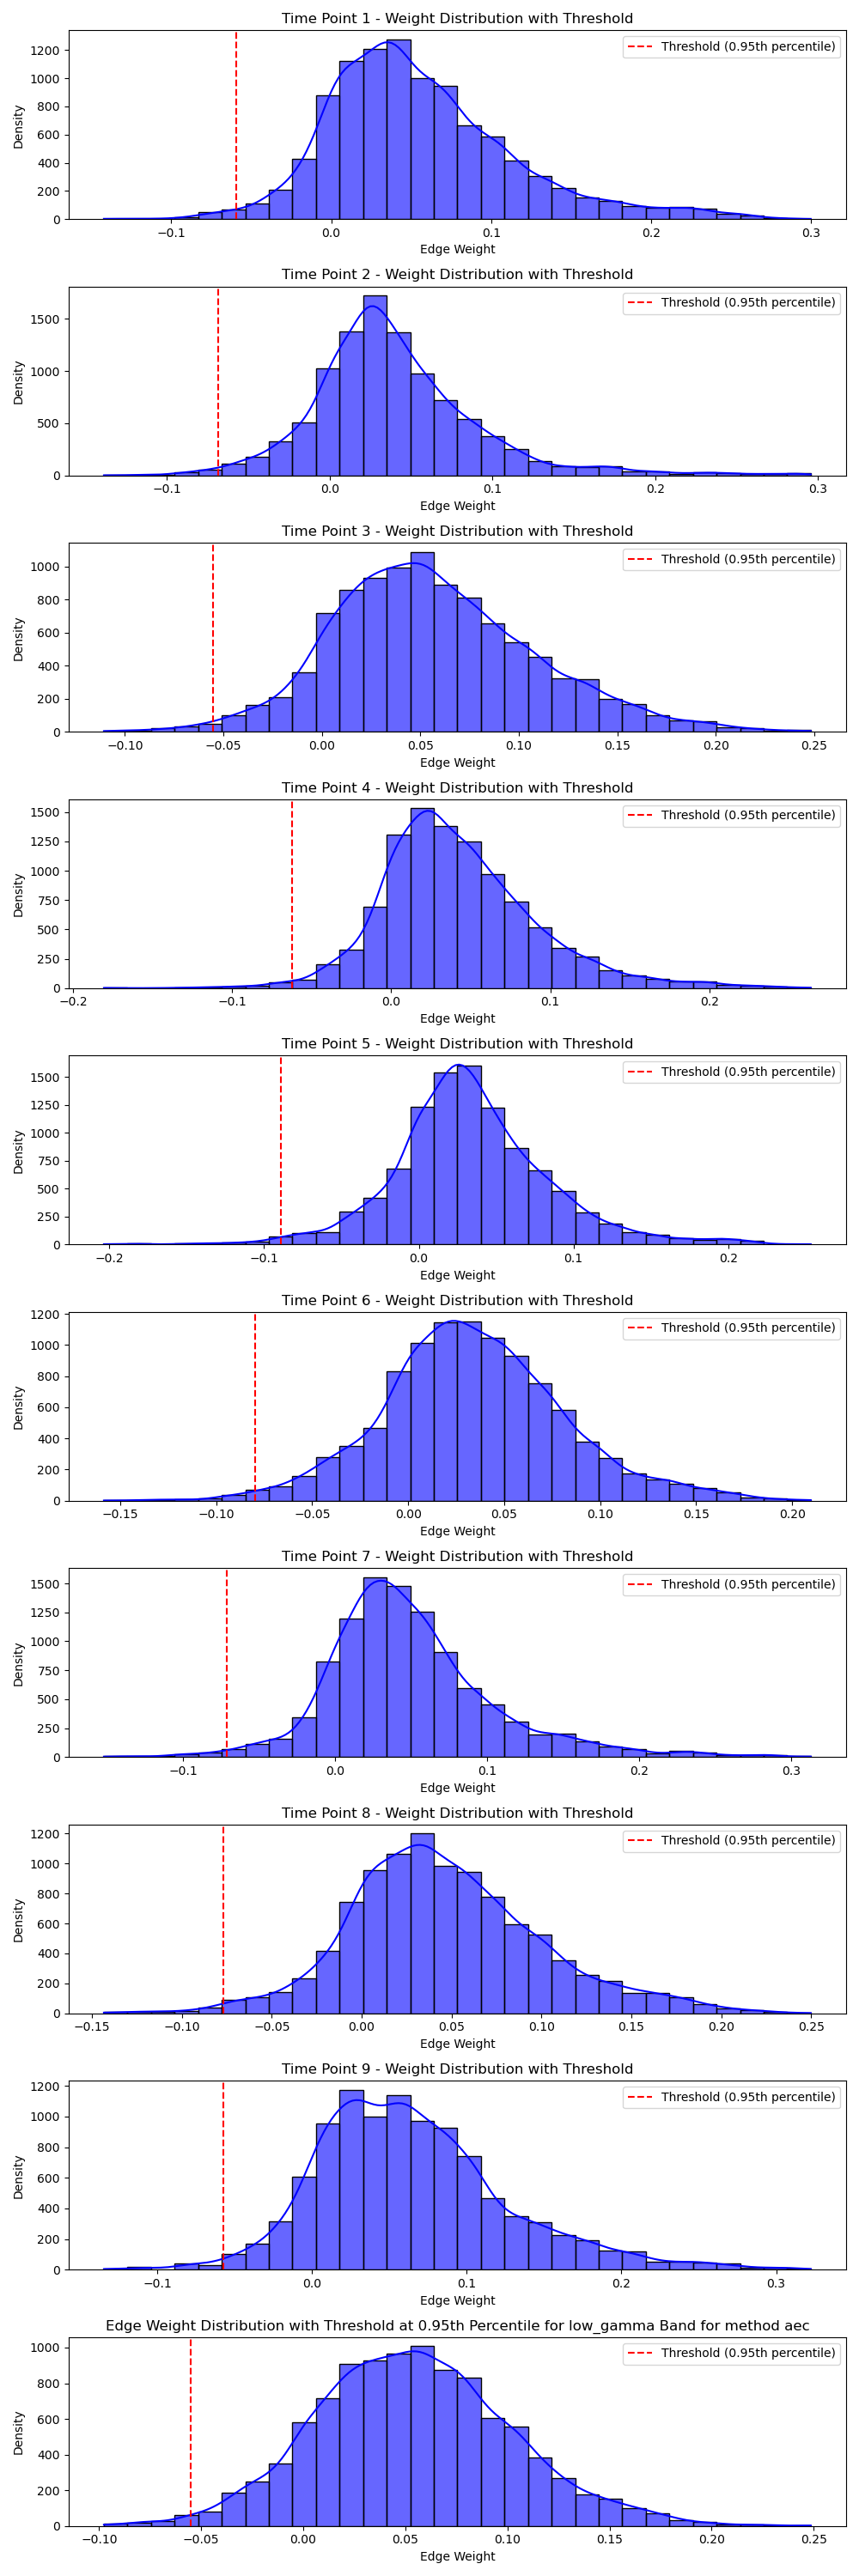 Time Point 1 - Weight Distribution with Threshold
Threshold (0.95th percentile)
Density
1200
1000
800
600
400
200
0
−0.1 0.0 0.1 0.2 0.3
Edge Weight
Time Point 2 - Weight Distribution with Threshold
Threshold (0.95th percentile)
Density
1500
1000
500
0
−0.1 0.0 0.1 0.2 0.3
Edge Weight
Time Point 3 - Weight Distribution with Threshold
Threshold (0.95th percentile)
Density
1000
800
600
400
200
0
−0.10 −0.05 0.00 0.05 0.10 0.15 0.20 0.25
Edge Weight
Time Point 4 - Weight Distribution with Threshold
Threshold (0.95th percentile)
Density
1500
1250
1000
750
500
250
0
−0.2 −0.1 0.0 0.1 0.2
Edge Weight
Time Point 5 - Weight Distribution with Threshold
Threshold (0.95th percentile)
Density
1500
1250
1000
750
500
250
0
−0.2 −0.1 0.0 0.1 0.2
Edge Weight
Time Point 6 - Weight Distribution with Threshold
Threshold (0.95th percentile)
Density
1200
1000
800
600
400
200
0
−0.15 −0.10 −0.05 0.00 0.05 0.10 0.15 0.20
Edge Weight
Time Point 7 - Weight Distribution with Threshold
Threshold (0.95th percentile)
Density
1500
1250
1000
750
500
250
0
−0.1 0.0 0.1 0.2 0.3
Edge Weight
Time Point 8 - Weight Distribution with Threshold
Threshold (0.95th percentile)
Density
1200
1000
800
600
400
200
0
−0.15 −0.10 −0.05 0.00 0.05 0.10 0.15 0.20 0.25
Edge Weight
Time Point 9 - Weight Distribution with Threshold
Threshold (0.95th percentile)
Density
1200
1000
800
600
400
200
0
−0.1 0.0 0.1 0.2 0.3
Edge Weight
Edge Weight Distribution with Threshold at 0.95th Percentile for low_gamma Band for method aec
Threshold (0.95th percentile)
Density
1000
800
600
400
200
0
−0.10 −0.05 0.00 0.05 0.10 0.15 0.20 0.25
Edge Weight